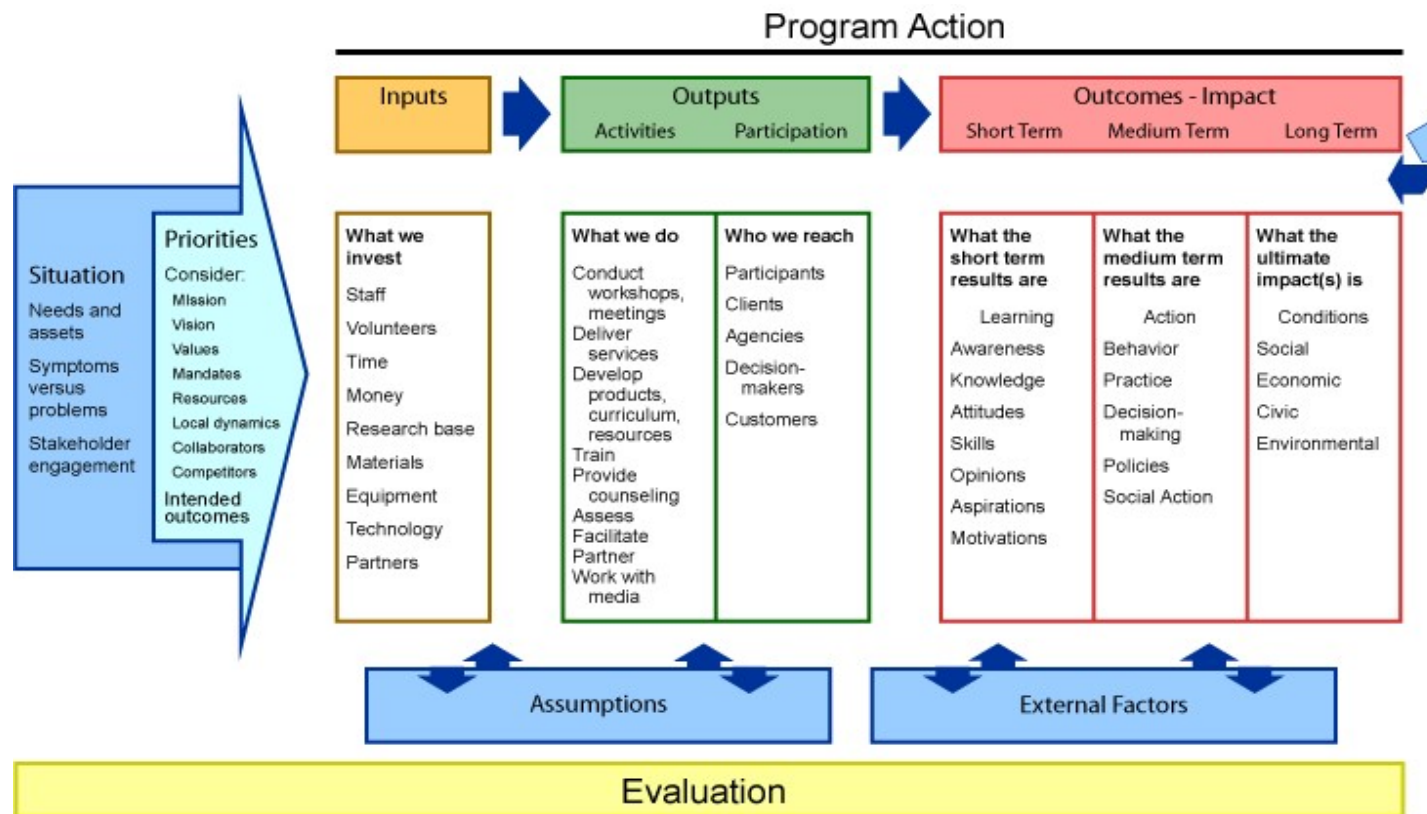 Program Action
Inputs
Outputs
Activities Participation
Outcomes - Impact
Short Term Medium Term Long Term
Situation
Needs and
assets
Symptoms
versus
problems
Stakeholder
engagement
Priorities
Consider:
Mission
Vision
Values
Mandates
Resources
Local dynamics
Collaborators
Competitors
Intended
outcomes
What we
invest
Staff
Volunteers
Time
Money
Research base
Materials
Equipment
Technology
Partners
What we do
Conduct
workshops,
meetings
Deliver
services
Develop
products,
curriculum,
resources
Train
Provide
counseling
Assess
Facilitate
Partner
Work with
media
Who we reach
Participants
Clients
Agencies
Decision-
makers
Customers
What the
short term
results are
Learning
Awareness
Knowledge
Attitudes
Skills
Opinions
Aspirations
Motivations
What the
medium term
results are
Action
Behavior
Practice
Decision-
making
Policies
Social Action
What the
ultimate
impact(s) is
Conditions
Social
Economic
Civic
Environmental
Assumptions
External Factors
Evaluation